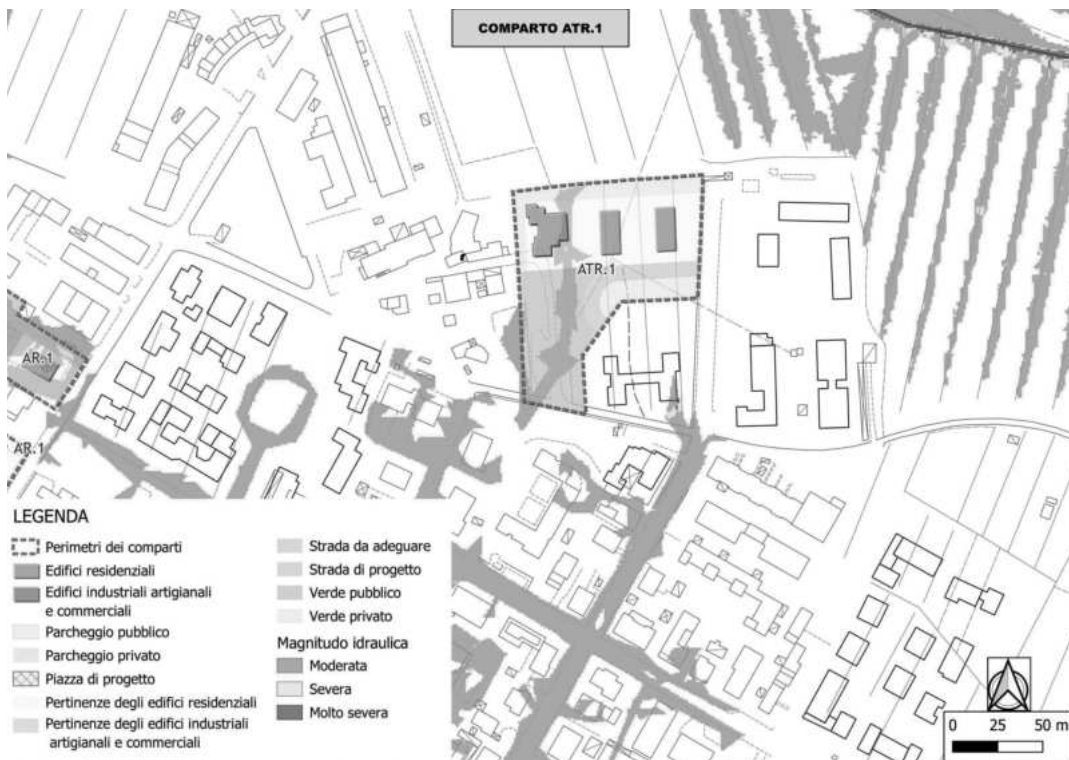 COMPARTO ATR.1
ATR.1
AR.1
AR.1
LEGENDA
Perimetri dei comparti
Edifici residenziali
Edifici industriali artigianali
e commerciali
Parcheggio pubblico
Parcheggio privato
Piazza di progetto
Pertinenze degli edifici residenziali
Pertinenze degli edifici industriali
artigianali e commerciali
Strada da adeguare
Strada di progetto
Verde pubblico
Verde privato
Magnitudo idraulica
Moderata
Severa
Molto severa
0 25 50 m